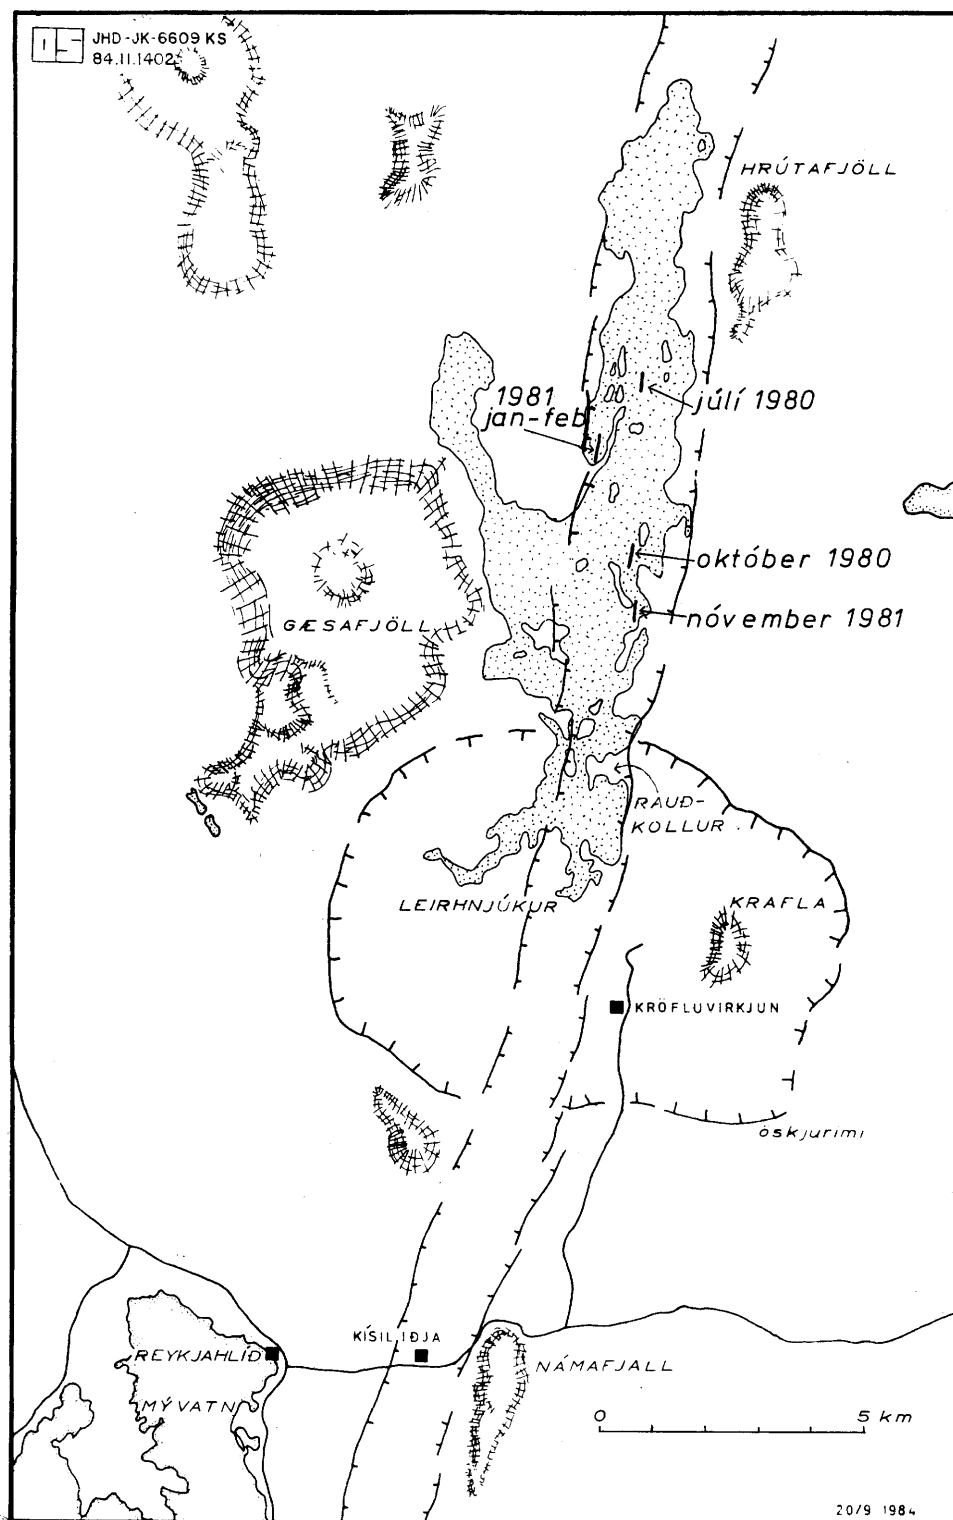 OS JHD-JK-6609 KS
84.11.1402
HRÚTAFJÖLL
1981
jan-feb
júlí 1980
október 1980
nóvember 1981
GÆSAFJÖLL
RAUÐ-
KOLLUR
LEIRHNJÚKUR
KRAFLA
KRÖFLUVIRKJUN
öskjurimi
KÍSILIÐJA
REYKJAHLÍÐ
NÁMAFJALL
MÝVATN
0 5 km
20/9 1984